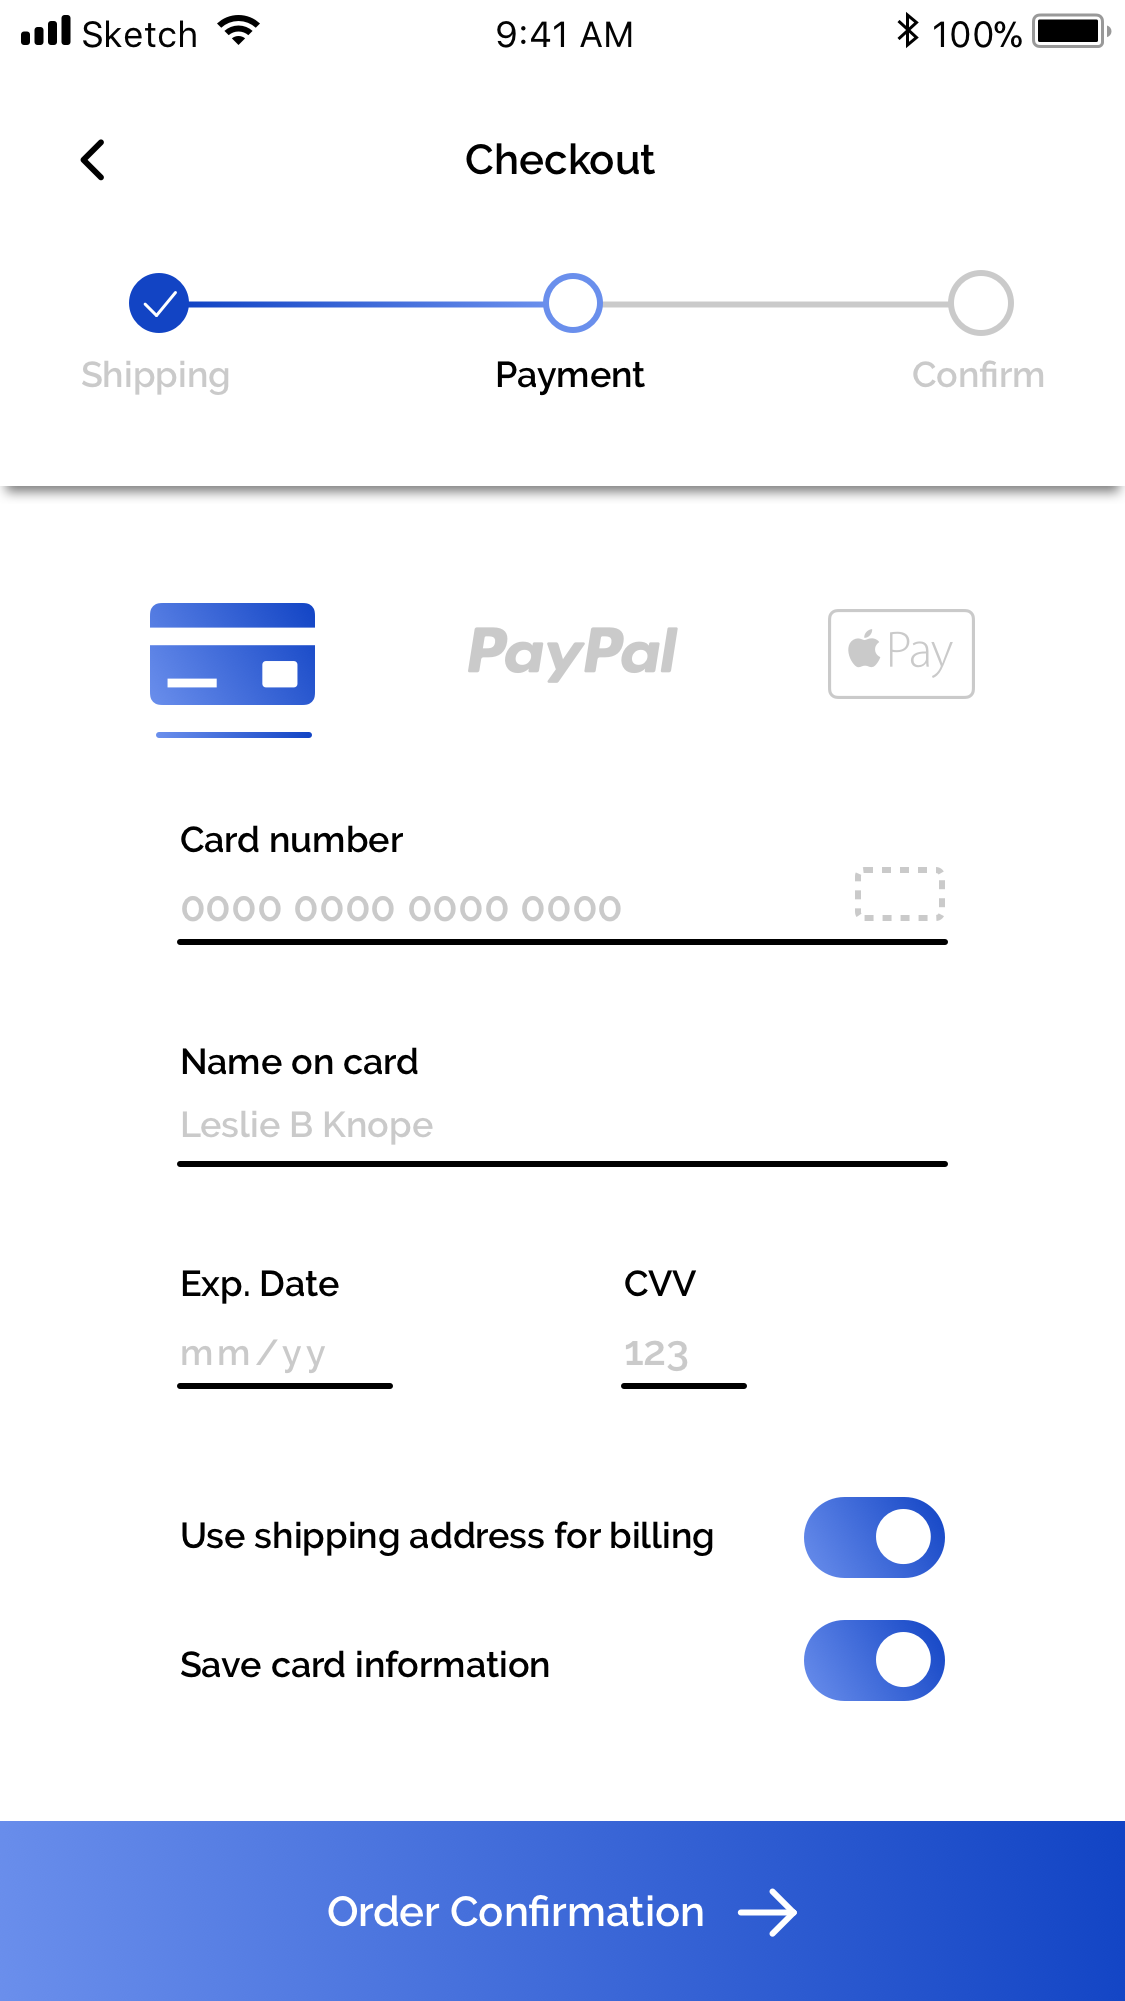 Sketch 9:41 AM 100%
Checkout
Shipping Payment Confirm
PayPal Pay
Card number
0000 0000 0000 0000
Name on card
Leslie B Knope
Exp. Date CVV
mm/yy 123
Use shipping address for billing
Save card information
Order Confirmation